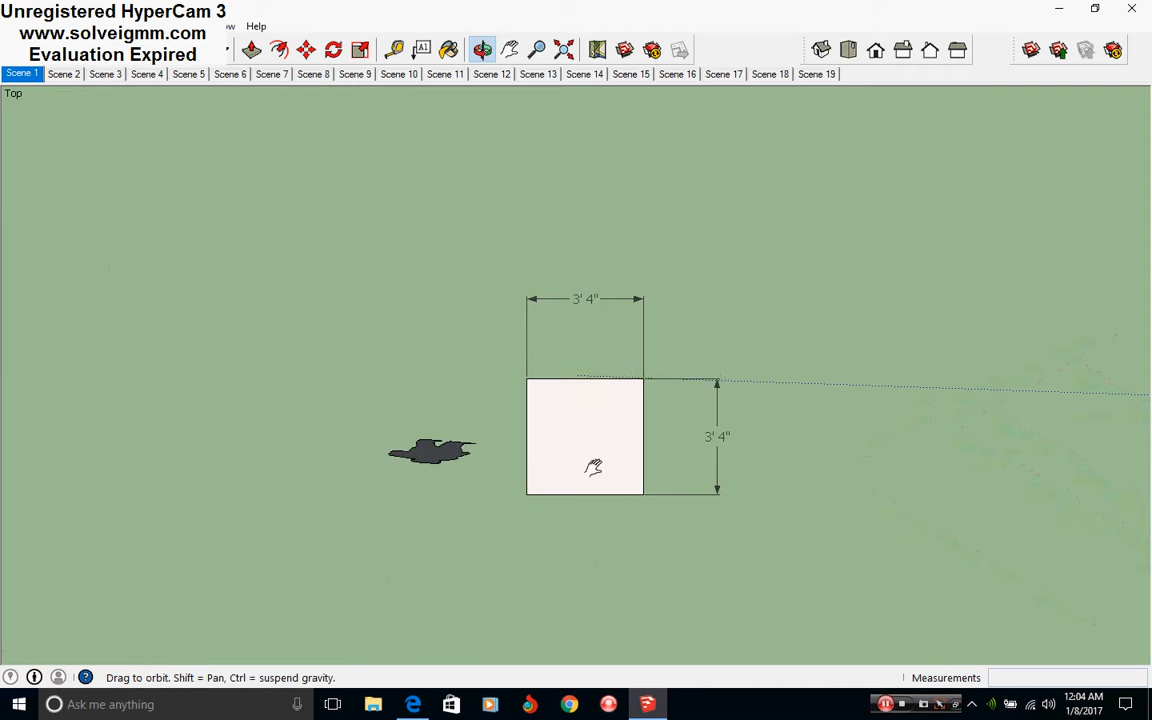 Unregistered HyperCam 3
www.solveigmm.com
Evaluation Expired
ow Help
A1
Scene 1 Scene 2 Scene 3 Scene 4 Scene 5 Scene 6 Scene 7 Scene 8 Scene 9 Scene 10 Scene 11 Scene 12 Scene 13 Scene 14 Scene 15 Scene 16 Scene 17 Scene 18 Scene 19
Top
3' 4"
3' 4"
Drag to orbit. Shift = Pan, Ctrl = suspend gravity.
Measurements
Ask me anything
12:04 AM
1/8/2017